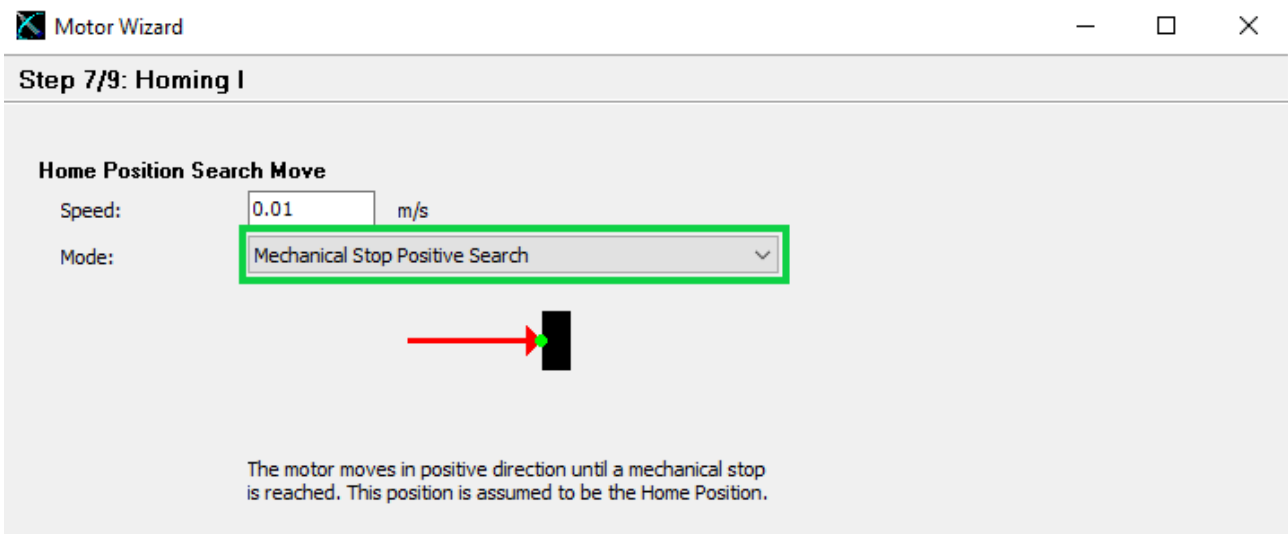 Motor Wizard
Step 7/9: Homing I
Home Position Search Move
Speed: 0.01 m/s
Mode: Mechanical Stop Positive Search
The motor moves in positive direction until a mechanical stop
is reached. This position is assumed to be the Home Position.